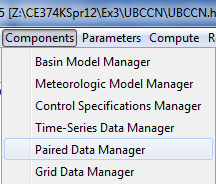 5 [Z:\CE374KSpr12\Ex3\UBCCN\UBCCN.h
Components Parameters Compute R
Basin Model Manager
Meteorologic Model Manager
Control Specifications Manager
Time-Series Data Manager
Paired Data Manager
Grid Data Manager